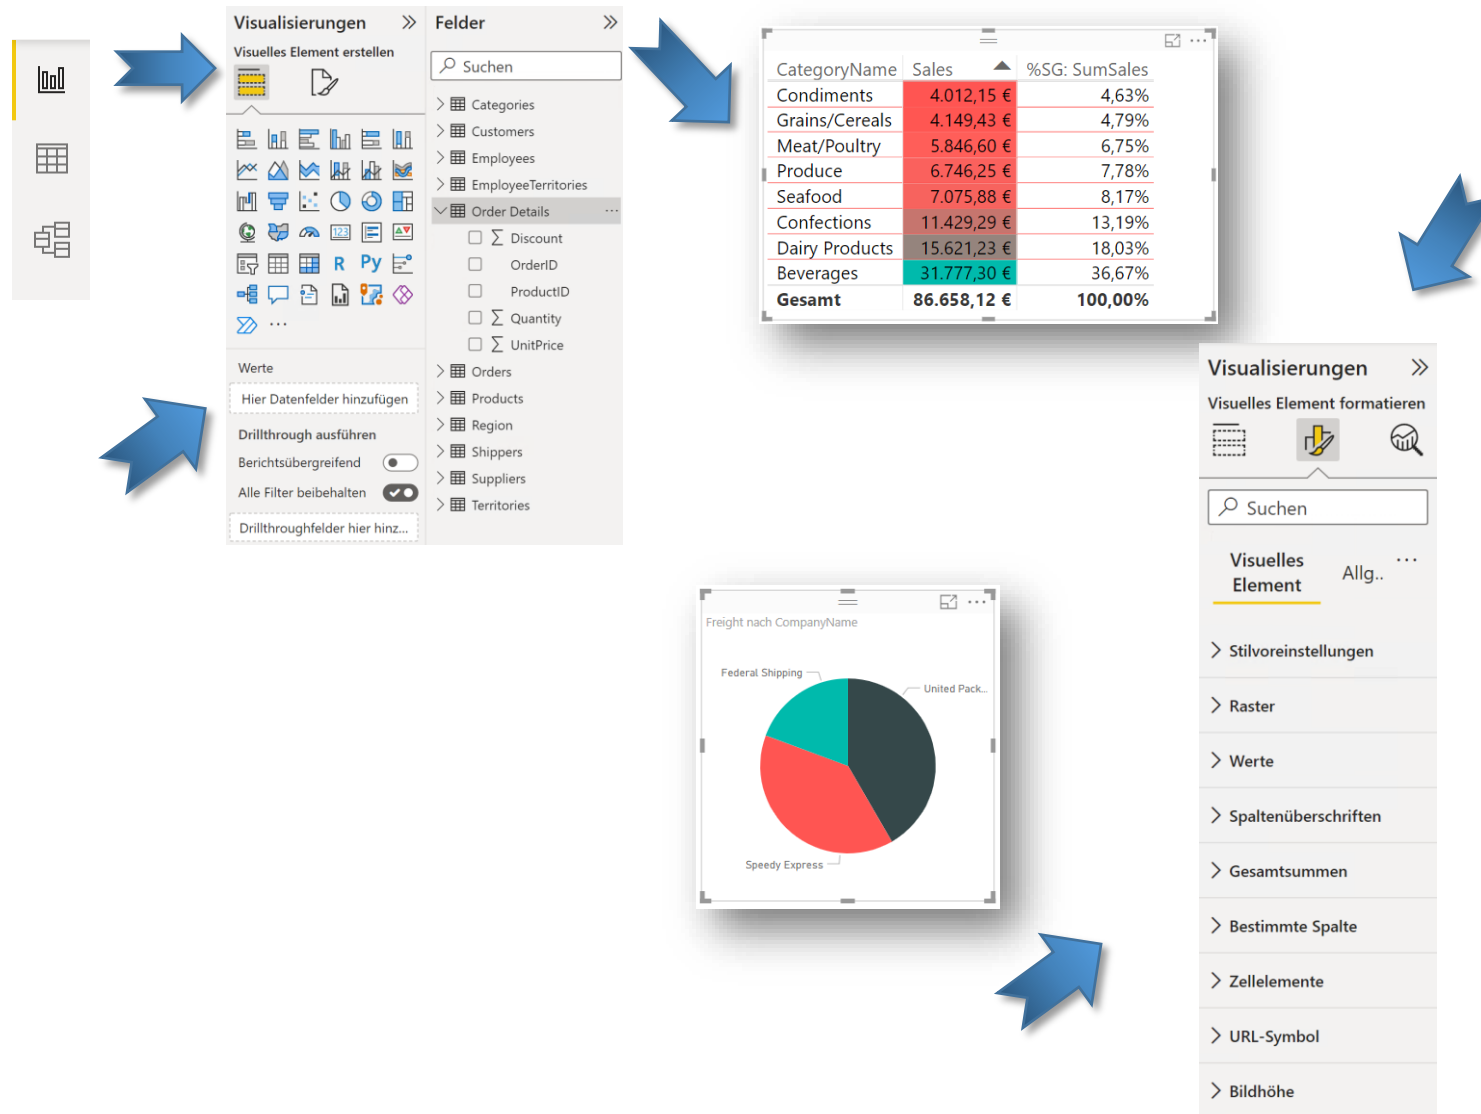 Visualisierungen
Visuelles Element erstellen
123
R Py
Werte
Hier Datenfelder hinzufügen
Drillthrough ausführen
Berichtsübergreifend
Alle Filter beibehalten
Drillthroughfelder hier hinz...
Felder
Suchen
Categories
Customers
Employees
EmployeeTerritories
Order Details
∑ Discount
OrderID
ProductID
∑ Quantity
∑ UnitPrice
Orders
Products
Region
Shippers
Suppliers
Territories
CategoryName Sales %SG: SumSales
Condiments 4.012,15 € 4,63%
Grains/Cereals 4.149,43 € 4,79%
Meat/Poultry 5.846,60 € 6,75%
Produce 6.746,25 € 7,78%
Seafood 7.075,88 € 8,17%
Confections 11.429,29 € 13,19%
Dairy Products 15.621,23 € 18,03%
Beverages 31.777,30 € 36,67%
Gesamt 86.658,12 € 100,00%
Freight nach CompanyName
Federal Shipping
United Pack...
Speedy Express
Visualisierungen
Visuelles Element formatieren
Suchen
Visuelles
Element
Allg..
Stilvoreinstellungen
Raster
Werte
Spaltenüberschriften
Gesamtsummen
Bestimmte Spalte
Zellelemente
URL-Symbol
Bildhöhe